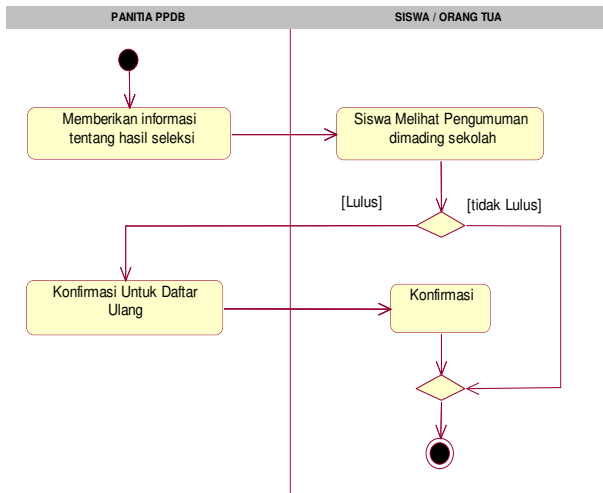 PANITIA PPDB
SISWA / ORANG TUA
Memberikan informasi
tentang hasil seleksi
Siswa Melihat Pengumuman
dimading sekolah
[Lulus]
[tidak Lulus]
Konfirmasi Untuk Daftar
Ulang
Konfirmasi